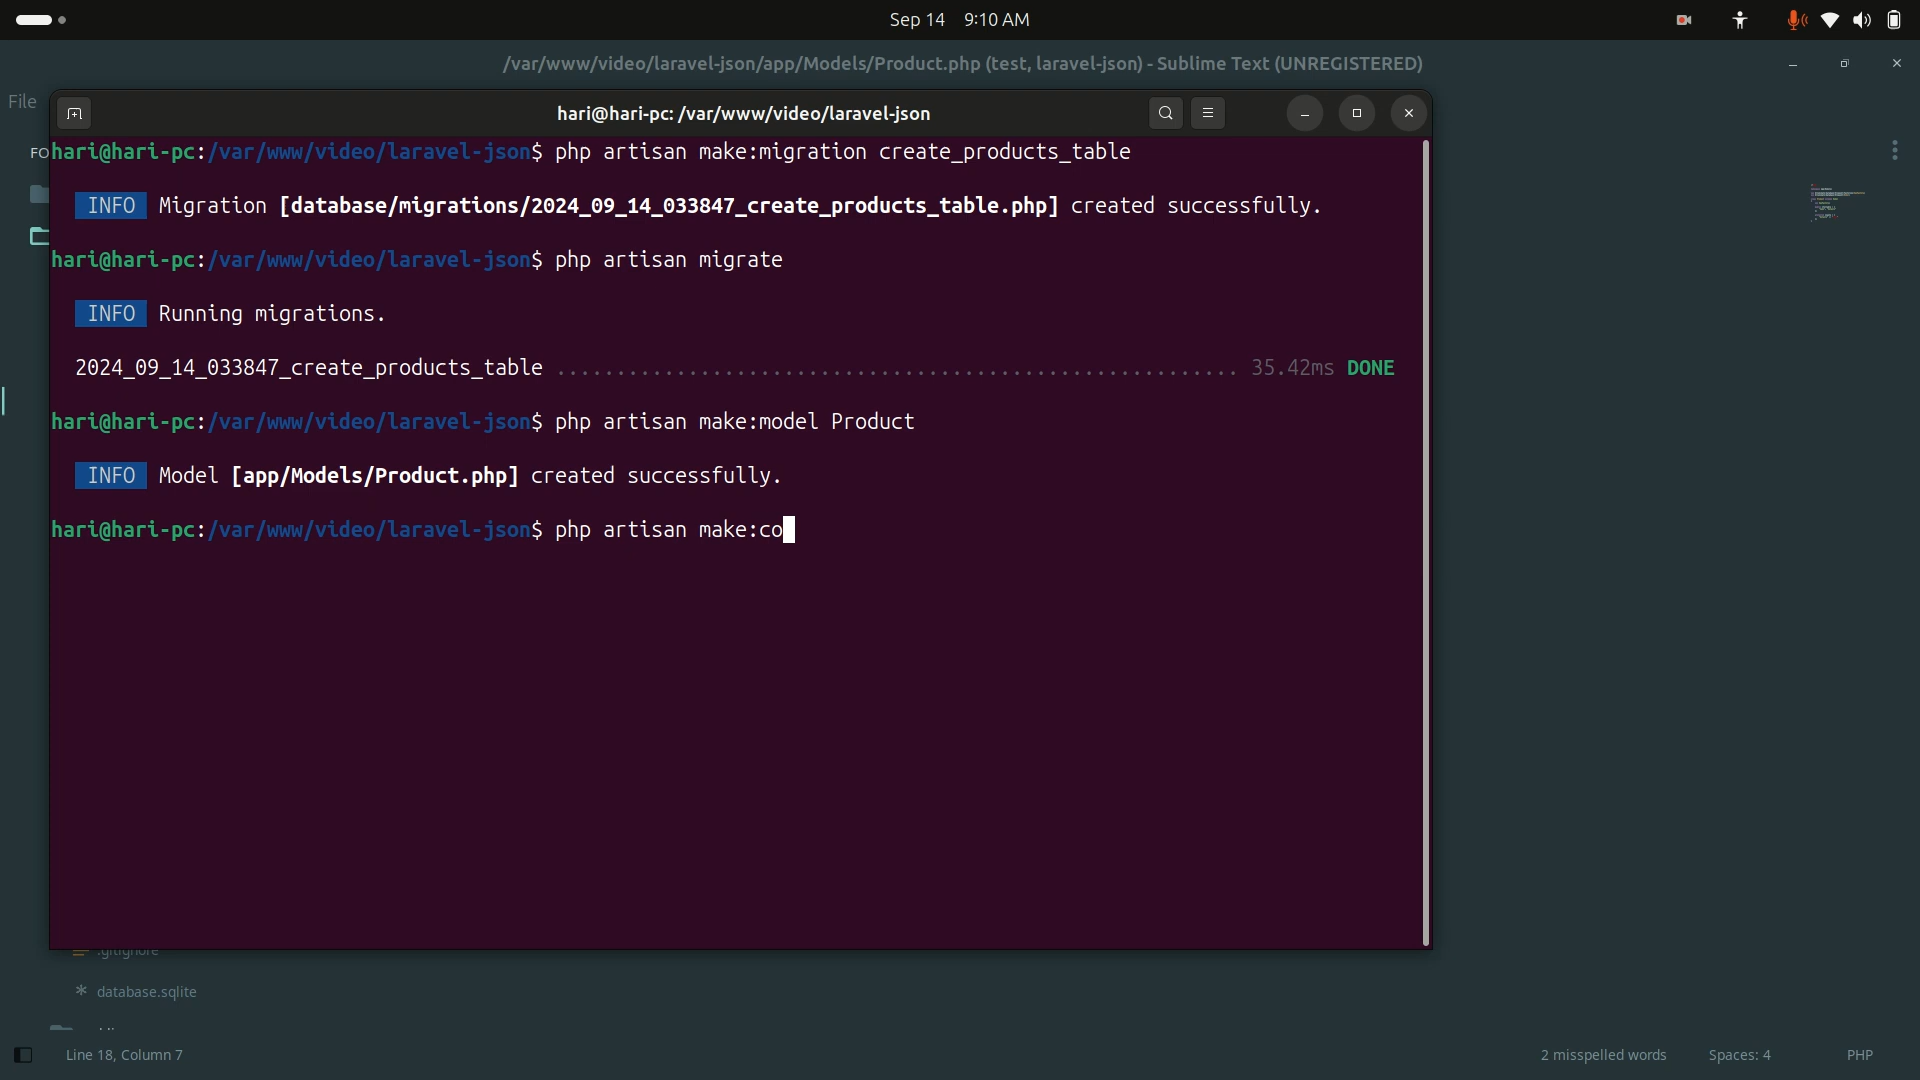 Sep 14 9:10 AM
/var/www/video/laravel-json/app/Models/Product.php (test, laravel-json) - Sublime Text (UNREGISTERED)
File
hari@hari-pc: /var/www/video/laravel-json
FO
hari@hari-pc:/var/www/video/laravel-json$ php artisan make:migration create_products_table
INFO Migration [database/migrations/2024_09_14_033847_create_products_table.php] created successfully.
hari@hari-pc:/var/www/video/laravel-json$ php artisan migrate
INFO Running migrations.
2024_09_14_033847_create_products_table ......................................................... 35.42ms DONE
hari@hari-pc:/var/www/video/laravel-json$ php artisan make:model Product
INFO Model [app/Models/Product.php] created successfully.
hari@hari-pc:/var/www/video/laravel-json$ php artisan make:co
.gitignore
* database.sqlite
Line 18, Column 7
2 misspelled words
Spaces: 4
PHP